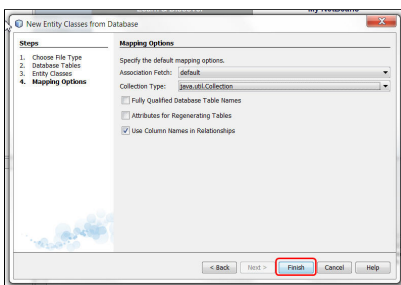 New Entity Classes from Database
Steps
1. Choose File Type
2. Database Tables
3. Entity Classes
4. Mapping Options
Mapping Options
Specify the default mapping options.
Association Fetch: default
Collection Type: java.util.Collection
Fully Qualified Database Table Names
Attributes for Regenerating Tables
Use Column Names in Relationships
< Back Next > Finish Cancel Help